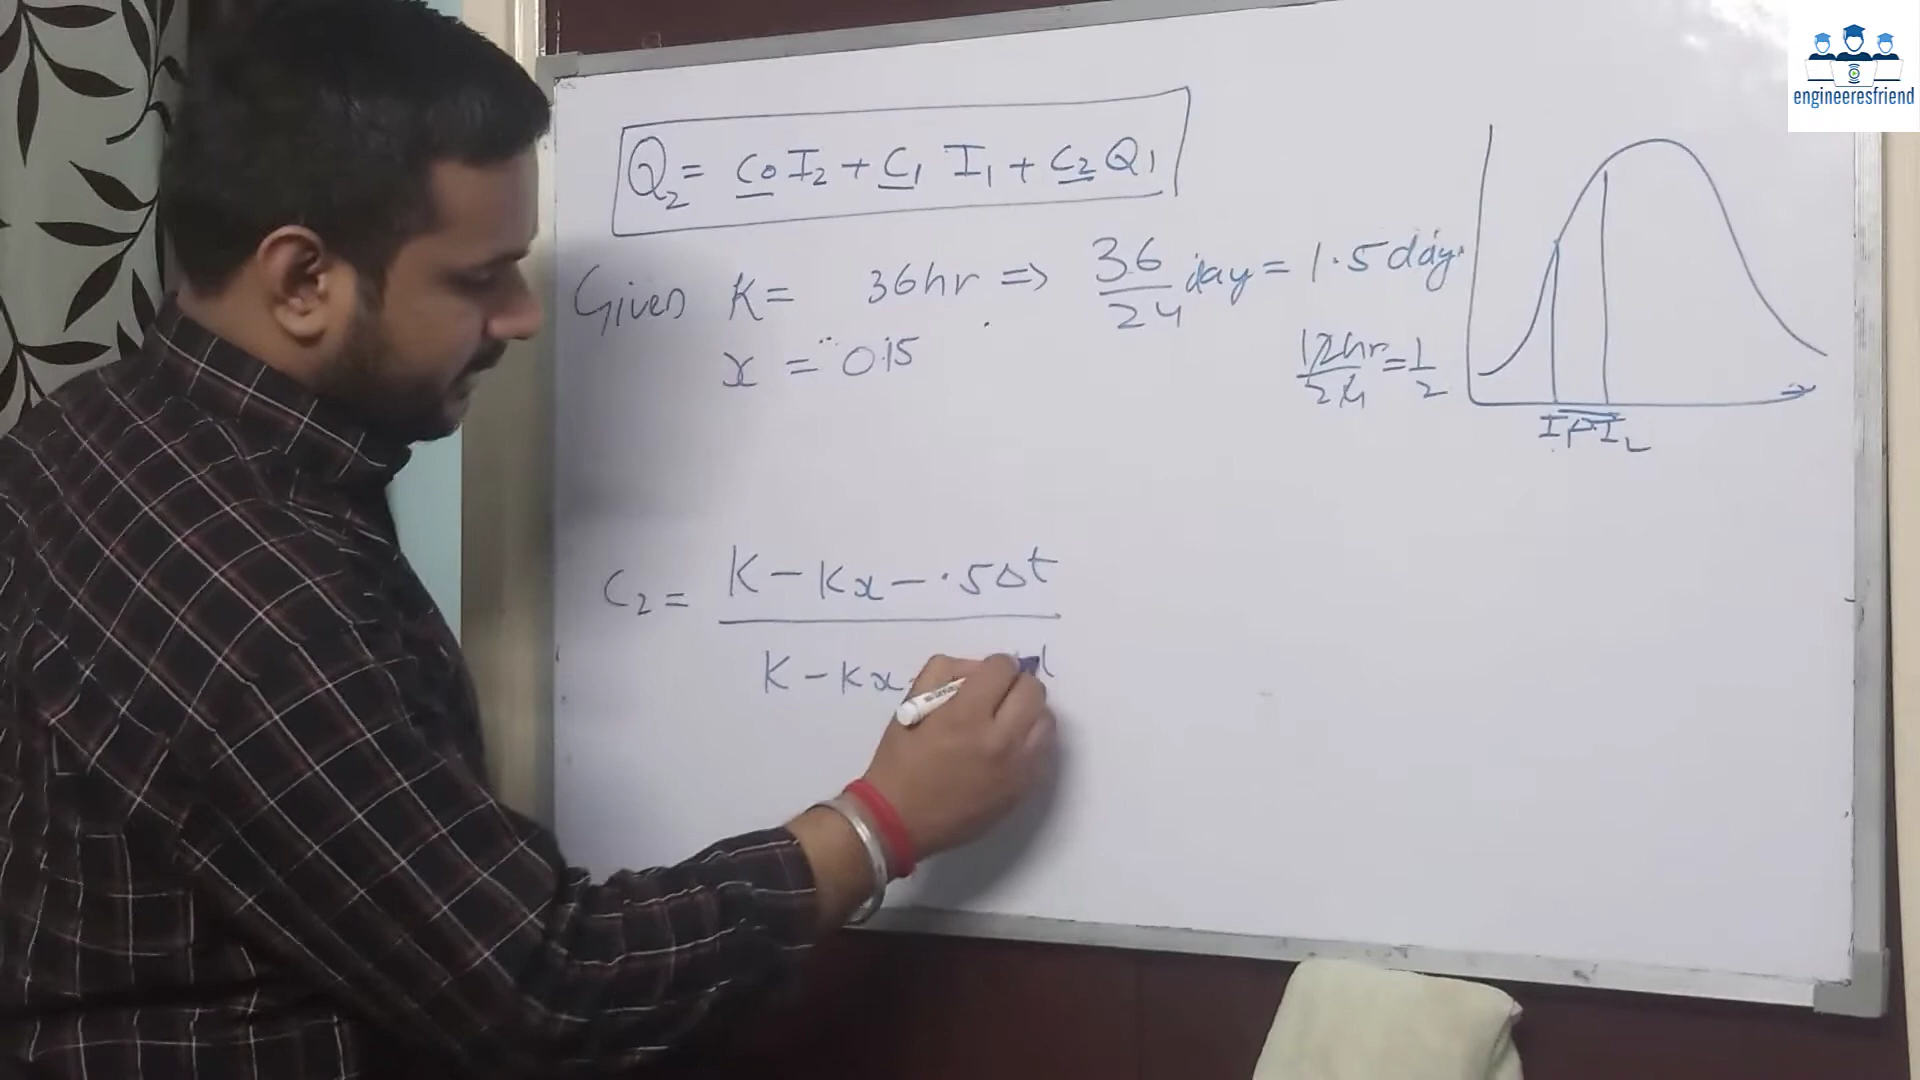 engineeresfriend
Q₂ = C₀ I₂ + C₁ I₁ + C₂ Q₁
Given K = 36hr ⇒ 36/24 day = 1.5 day.
x = 0.15
12hr/24 = 1/2
I₁ I₂
C₂ = K - Kx - .5Δt
K - Kx